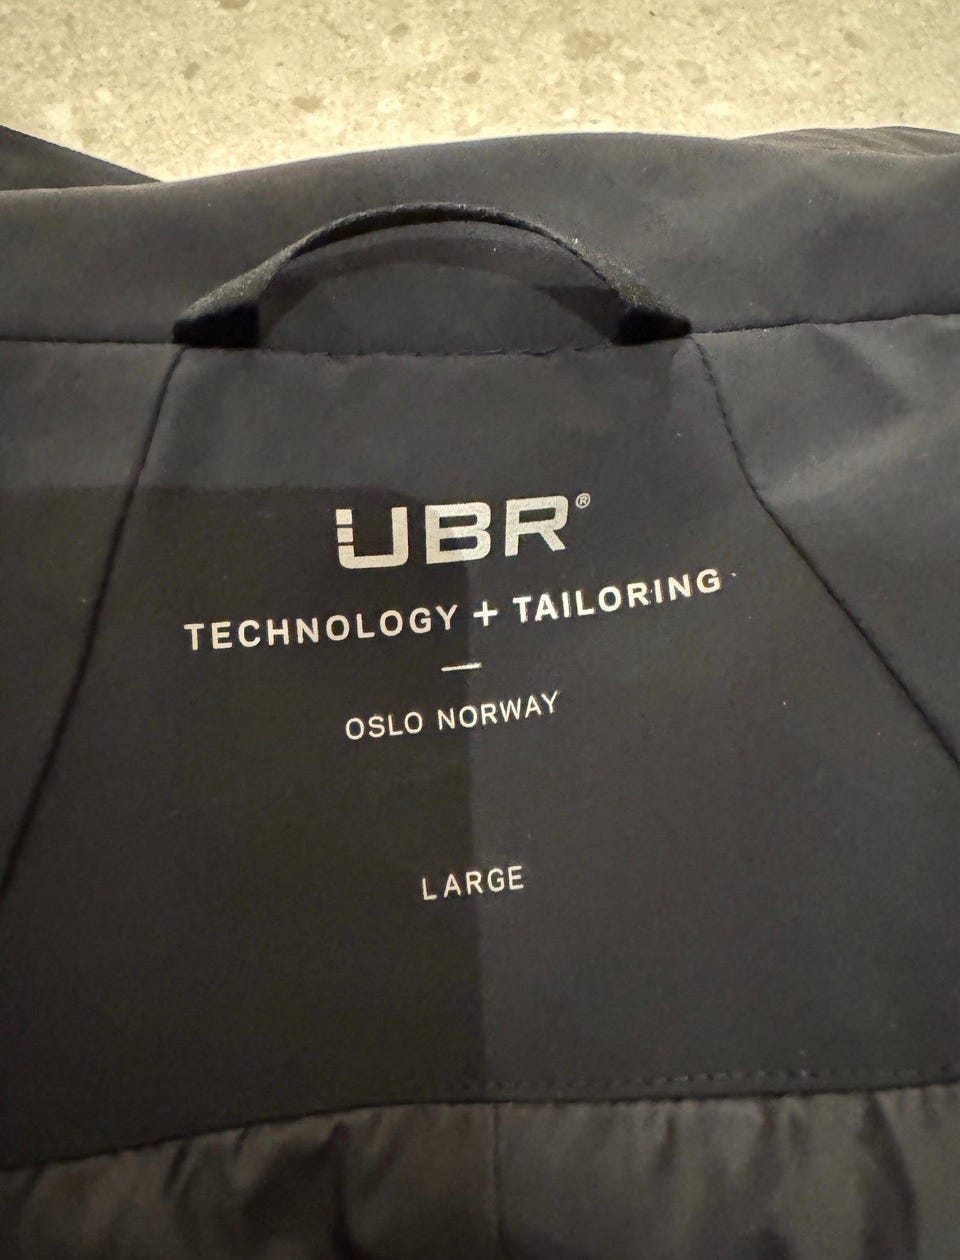 UBR®
TECHNOLOGY + TAILORING
OSLO NORWAY
LARGE